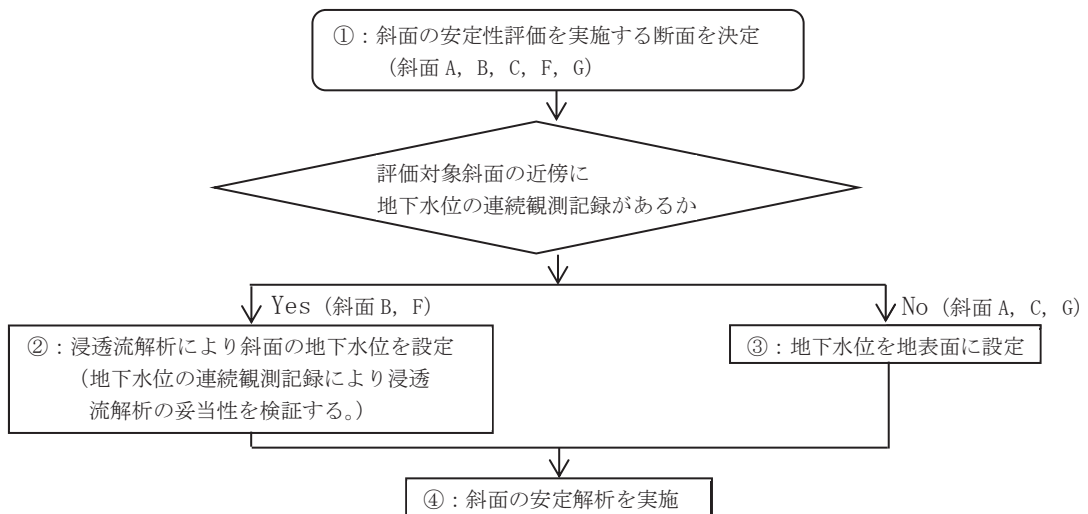 ①：斜面の安定性評価を実施する断面を決定
（斜面 A, B, C, F, G）
評価対象斜面の近傍に
地下水位の連続観測記録があるか
Yes（斜面 B, F）
No（斜面 A, C, G）
②：浸透流解析により斜面の地下水位を設定
（地下水位の連続観測記録により浸透
流解析の妥当性を検証する。）
③：地下水位を地表面に設定
④：斜面の安定解析を実施